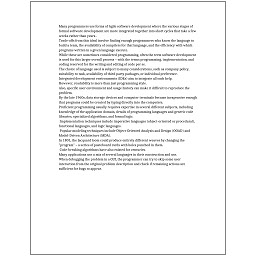 Many programmers use forms of Agile software development where the various stages of
formal software development are more integrated together into short cycles that take a few
weeks rather than years.
Trade-offs from this ideal involve finding enough programmers who know the language to
build a team, the availability of compilers for that language, and the efficiency with which
programs written in a given language execute.
While these are sometimes considered programming, often the term software development
is used for this larger overall process – with the terms programming, implementation, and
coding reserved for the writing and editing of code per se.
The choice of language used is subject to many considerations, such as company policy,
suitability to task, availability of third-party packages, or individual preference.
Integrated development environments (IDEs) aim to integrate all such help.
However, readability is more than just programming style.
Also, specific user environment and usage history can make it difficult to reproduce the
problem.
By the late 1960s, data storage devices and computer terminals became inexpensive enough
that programs could be created by typing directly into the computers.
Proficient programming usually requires expertise in several different subjects, including
knowledge of the application domain, details of programming languages and generic code
libraries, specialized algorithms, and formal logic.
Implementation techniques include imperative languages (object-oriented or procedural),
functional languages, and logic languages.
Popular modeling techniques include Object-Oriented Analysis and Design (OOAD) and
Model-Driven Architecture (MDA).
In 1801, the Jacquard loom could produce entirely different weaves by changing the
"program" – a series of pasteboard cards with holes punched in them.
Code-breaking algorithms have also existed for centuries.
Many applications use a mix of several languages in their construction and use.
When debugging the problem in a GUI, the programmer can try to skip some user
interaction from the original problem description and check if remaining actions are
sufficient for bugs to appear.